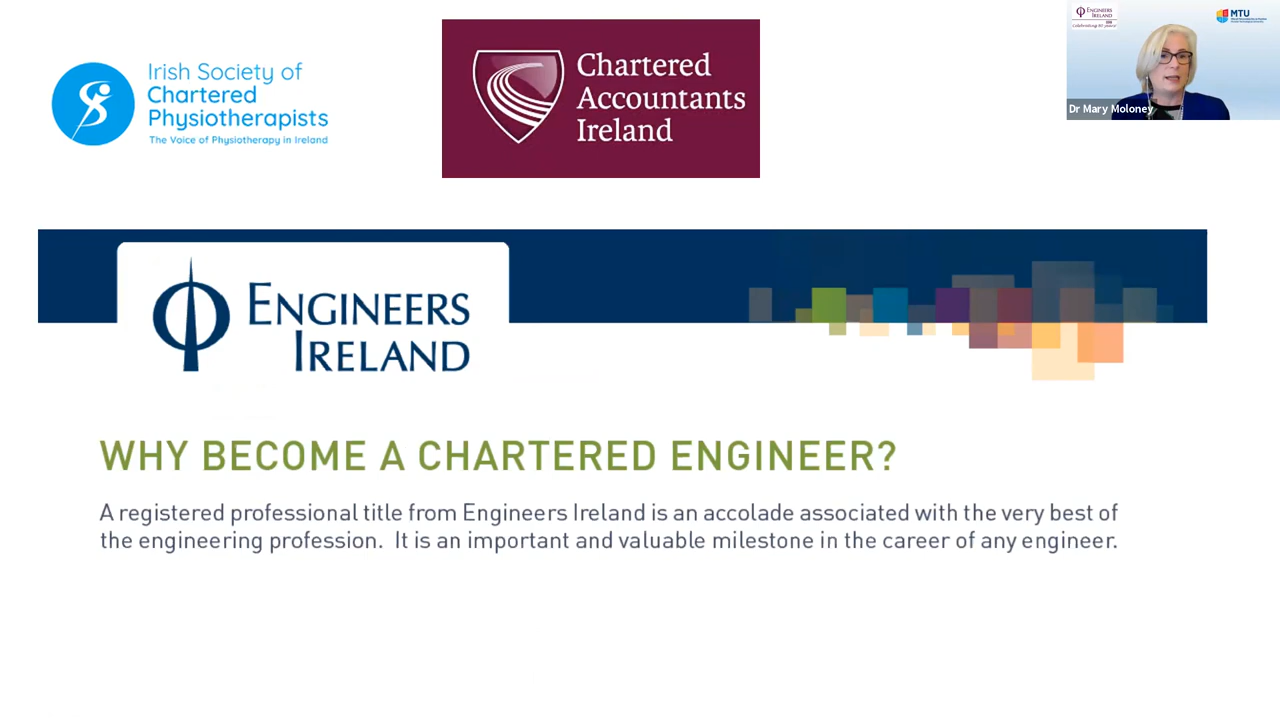 Irish Society of
Chartered
Physiotherapists
The Voice of Physiotherapy in Ireland
Chartered
Accountants
Ireland
ENGINEERS
IRELAND
MTU
Dr Mary Moloney
ENGINEERS
IRELAND
WHY BECOME A CHARTERED ENGINEER?
A registered professional title from Engineers Ireland is an accolade associated with the very best of
the engineering profession. It is an important and valuable milestone in the career of any engineer.